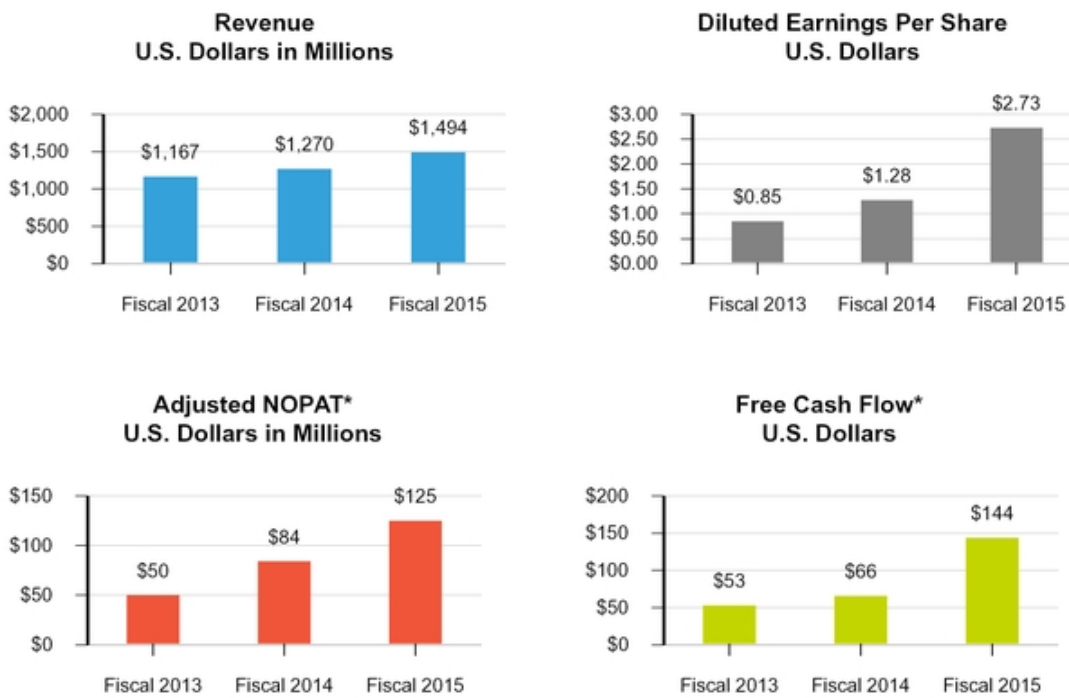 Revenue
U.S. Dollars in Millions
$2,000
$1,500
$1,000
$500
$0
$1,167
$1,270
$1,494
Fiscal 2013
Fiscal 2014
Fiscal 2015
Diluted Earnings Per Share
U.S. Dollars
$3.00
$2.50
$2.00
$1.50
$1.00
$0.50
$0.00
$0.85
$1.28
$2.73
Fiscal 2013
Fiscal 2014
Fiscal 2015
Adjusted NOPAT*
U.S. Dollars in Millions
$150
$100
$50
$0
$50
$84
$125
Fiscal 2013
Fiscal 2014
Fiscal 2015
Free Cash Flow*
U.S. Dollars
$200
$150
$100
$50
$0
$53
$66
$144
Fiscal 2013
Fiscal 2014
Fiscal 2015